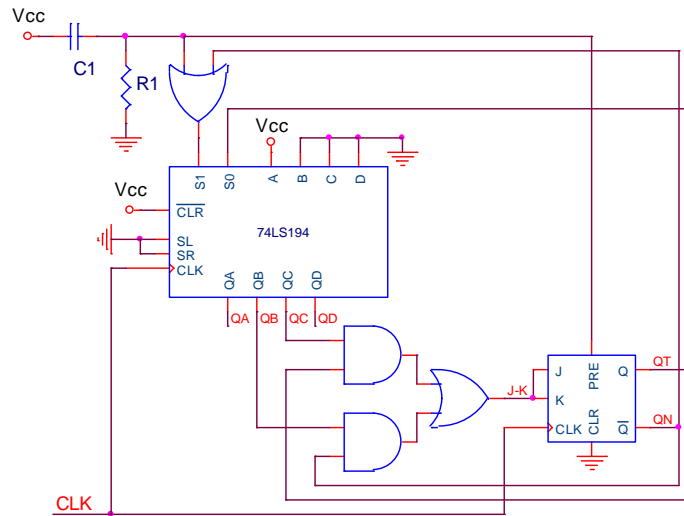 Vcc
C1
R1
Vcc
S1 S0 A B C D
Vcc
CLR
74LS194
SL
SR
CLK
QA QB QC QD
QA QB QC QD
J PRE Q QT
J-K
K
CLK CLR Q QN
CLK